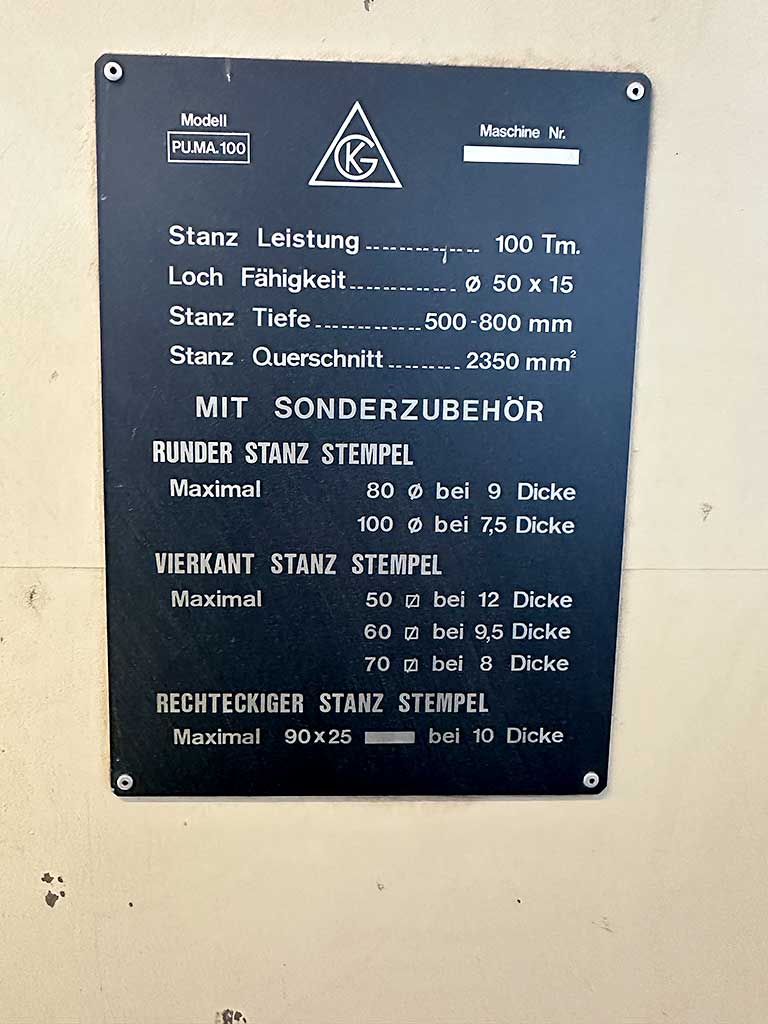 Modell
PU.MA.100
KG
Maschine Nr.
Stanz Leistung ............... 100 Tm.
Loch Fähigkeit ............. Ø 50 x 15
Stanz Tiefe ............. 500-800 mm
Stanz Querschnitt ......... 2350 mm²
MIT SONDERZUBEHÖR
RUNDER STANZ STEMPEL
Maximal 80 Ø bei 9 Dicke
100 Ø bei 7,5 Dicke
VIERKANT STANZ STEMPEL
Maximal 50 ⍁ bei 12 Dicke
60 ⍁ bei 9,5 Dicke
70 ⍁ bei 8 Dicke
RECHTECKIGER STANZ STEMPEL
Maximal 90x25 bei 10 Dicke